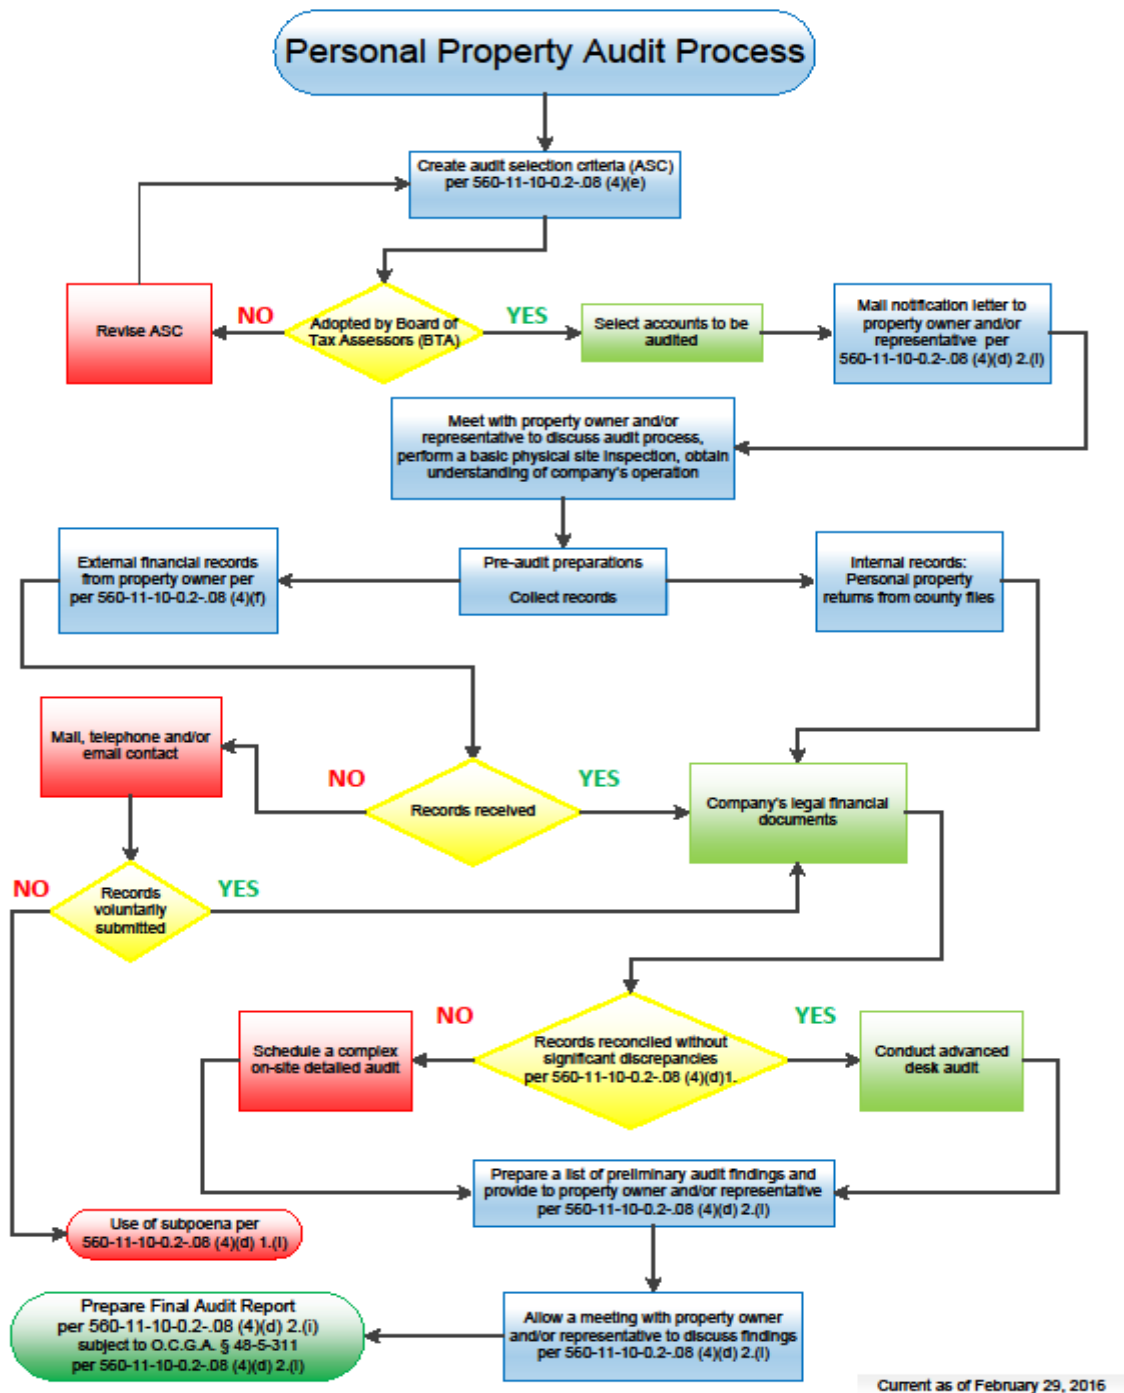 Personal Property Audit Process
Create audit selection criteria (ASC)
per 560-11-10-0.2-.08 (4)(e)
Revise ASC
NO
Adopted by Board of
Tax Assessors (BTA)
YES
Select accounts to be
audited
Mail notification letter to
property owner and/or
representative per
560-11-10-0.2-.08 (4)(d) 2.(I)
Meet with property owner and/or
representative to discuss audit process,
perform a basic physical site inspection, obtain
understanding of company's operation
External financial records
from property owner per
per 560-11-10-0.2-.08 (4)(f)
Pre-audit preparations
Collect records
Internal records:
Personal property
returns from county files
Mail, telephone and/or
email contact
NO
Records received
YES
Company's legal financial
documents
NO
Records
voluntarily
submitted
YES
Schedule a complex
on-site detailed audit
NO
Records reconciled without
significant discrepancies
per 560-11-10-0.2-.08 (4)(d)1.
YES
Conduct advanced
desk audit
Prepare a list of preliminary audit findings and
provide to property owner and/or representative
per 560-11-10-0.2-.08 (4)(d) 2.(I)
Use of subpoena per
560-11-10-0.2-.08 (4)(d) 1.(I)
Prepare Final Audit Report
per 560-11-10-0.2-.08 (4)(d) 2.(i)
subject to O.C.G.A. § 48-5-311
per 560-11-10-0.2-.08 (4)(d) 2.(I)
Allow a meeting with property owner
and/or representative to discuss findings
per 560-11-10-0.2-.08 (4)(d) 2.(I)
Current as of February 29, 2016